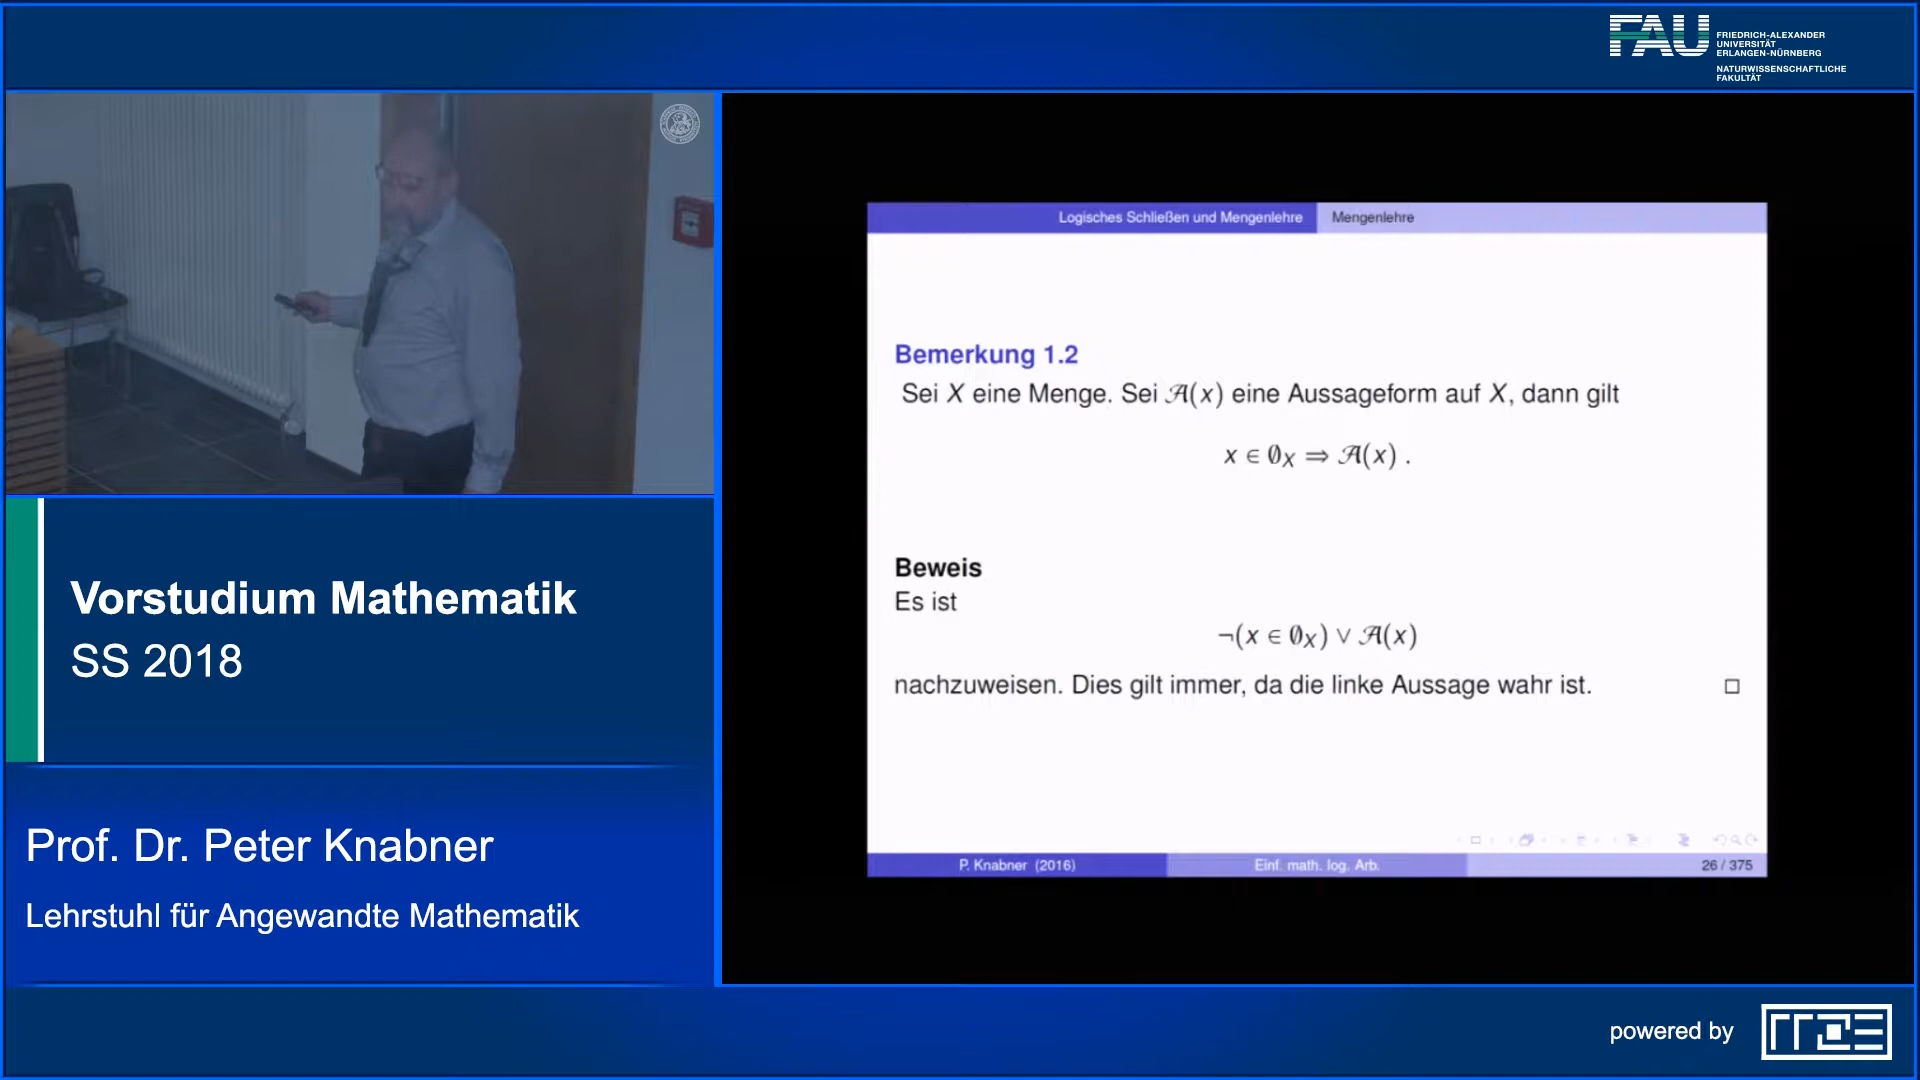 FAU
FRIEDRICH-ALEXANDER
UNIVERSITÄT
ERLANGEN-NÜRNBERG
NATURWISSENSCHAFTLICHE
FAKULTÄT
Logisches Schließen und Mengenlehre Mengenlehre
Bemerkung 1.2
Sei X eine Menge. Sei 𝒜(x) eine Aussageform auf X, dann gilt
x ∈ ∅_X ⇒ 𝒜(x) .
Beweis
Es ist
¬(x ∈ ∅_X) ∨ 𝒜(x)
nachzuweisen. Dies gilt immer, da die linke Aussage wahr ist. □
P. Knabner (2016) Einf. math. log. Arb. 26 / 375
Vorstudium Mathematik
SS 2018
Prof. Dr. Peter Knabner
Lehrstuhl für Angewandte Mathematik
powered by